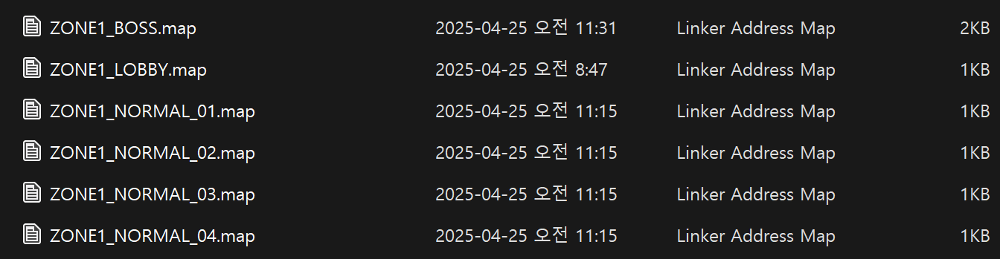 ZONE1_BOSS.map 2025-04-25 오전 11:31 Linker Address Map 2KB
ZONE1_LOBBY.map 2025-04-25 오전 8:47 Linker Address Map 1KB
ZONE1_NORMAL_01.map 2025-04-25 오전 11:15 Linker Address Map 1KB
ZONE1_NORMAL_02.map 2025-04-25 오전 11:15 Linker Address Map 1KB
ZONE1_NORMAL_03.map 2025-04-25 오전 11:15 Linker Address Map 1KB
ZONE1_NORMAL_04.map 2025-04-25 오전 11:15 Linker Address Map 1KB